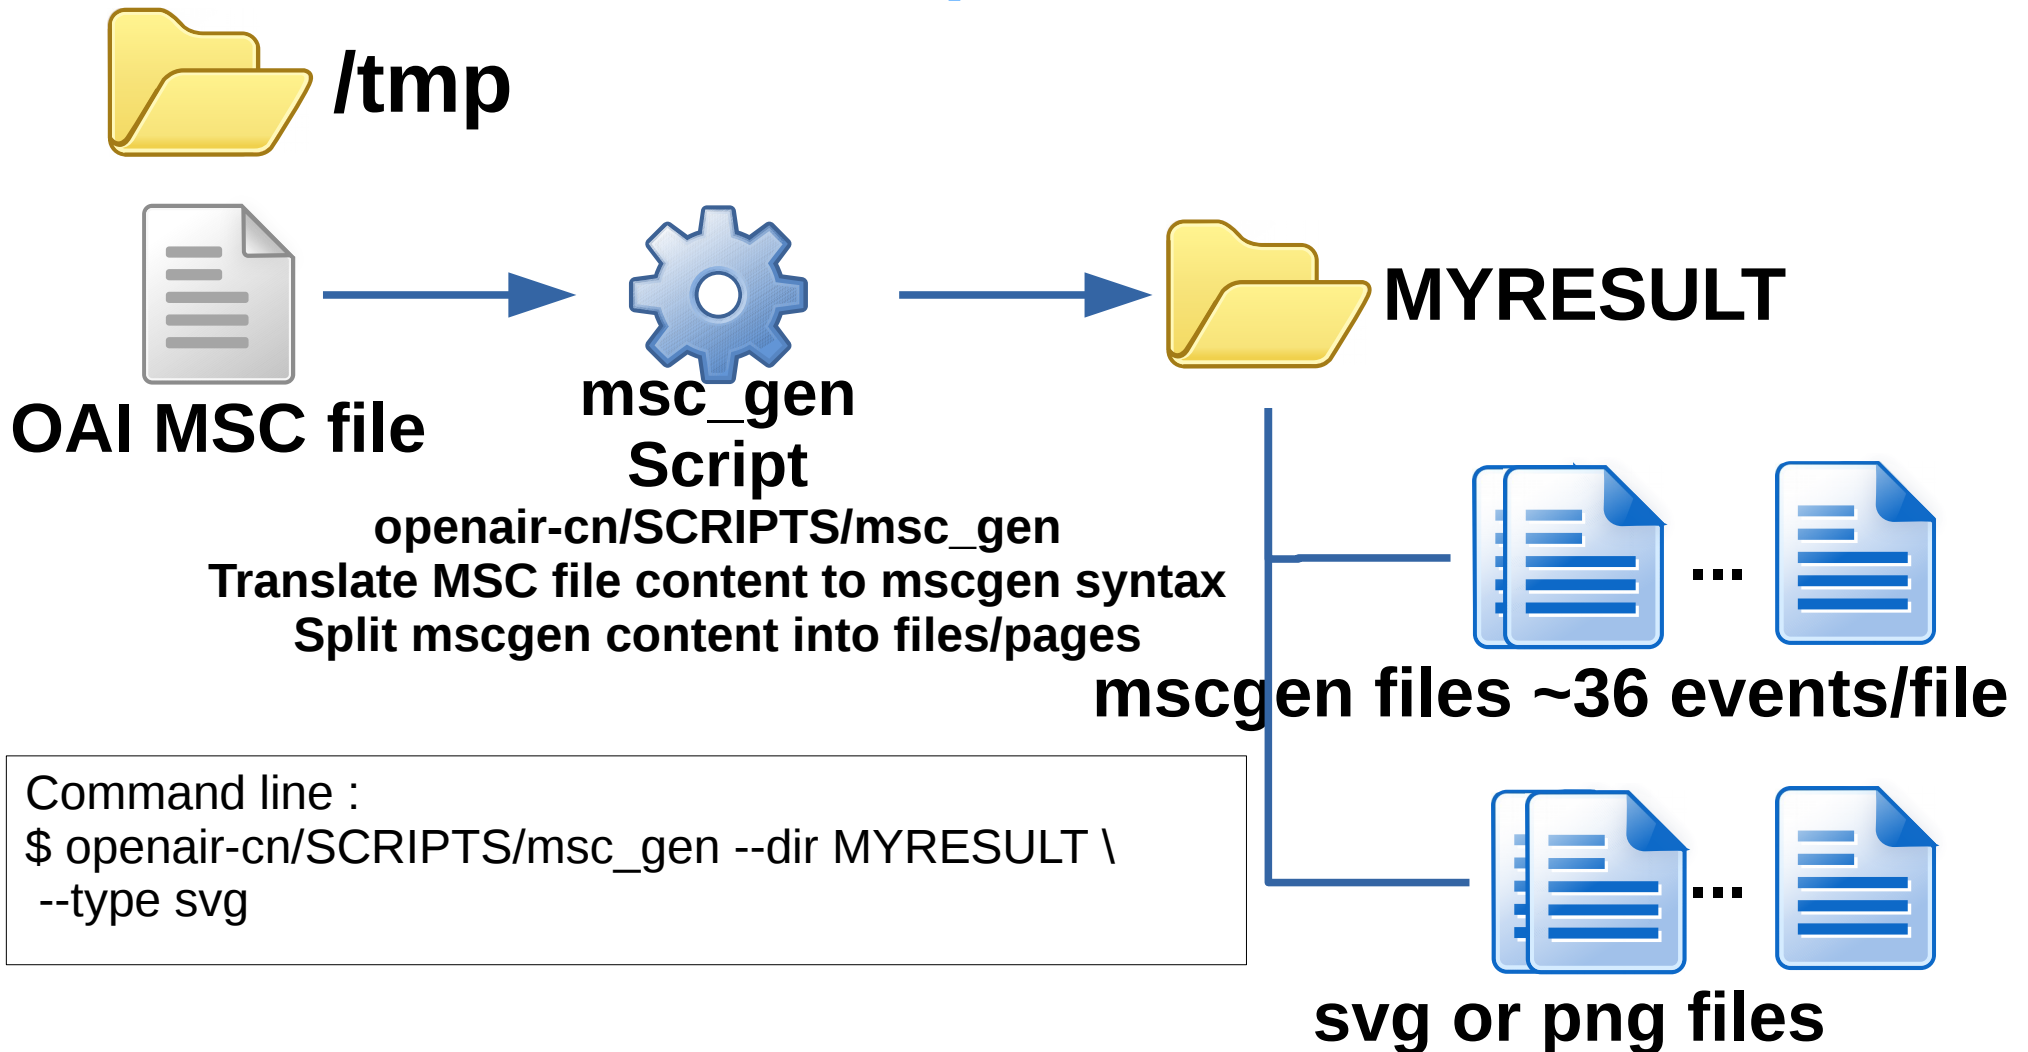 /tmp
OAI MSC file
msc_gen
Script
openair-cn/SCRIPTS/msc_gen
Translate MSC file content to mscgen syntax
Split mscgen content into files/pages
MYRESULT
...
mscgen files ~36 events/file
Command line :
$ openair-cn/SCRIPTS/msc_gen --dir MYRESULT \
--type svg
...
svg or png files